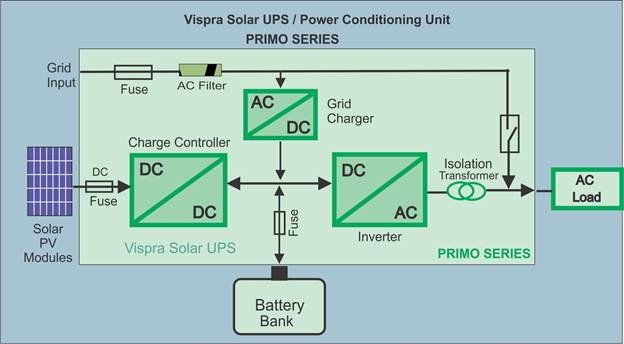 Vispra Solar UPS / Power Conditioning Unit
PRIMO SERIES
Grid
Input
Fuse
AC Filter
AC
DC
Grid
Charger
Charge Controller
DC
DC
DC
Fuse
Solar
PV
Modules
DC
AC
Inverter
Isolation
Transformer
AC
Load
Fuse
Vispra Solar UPS
PRIMO SERIES
Battery
Bank